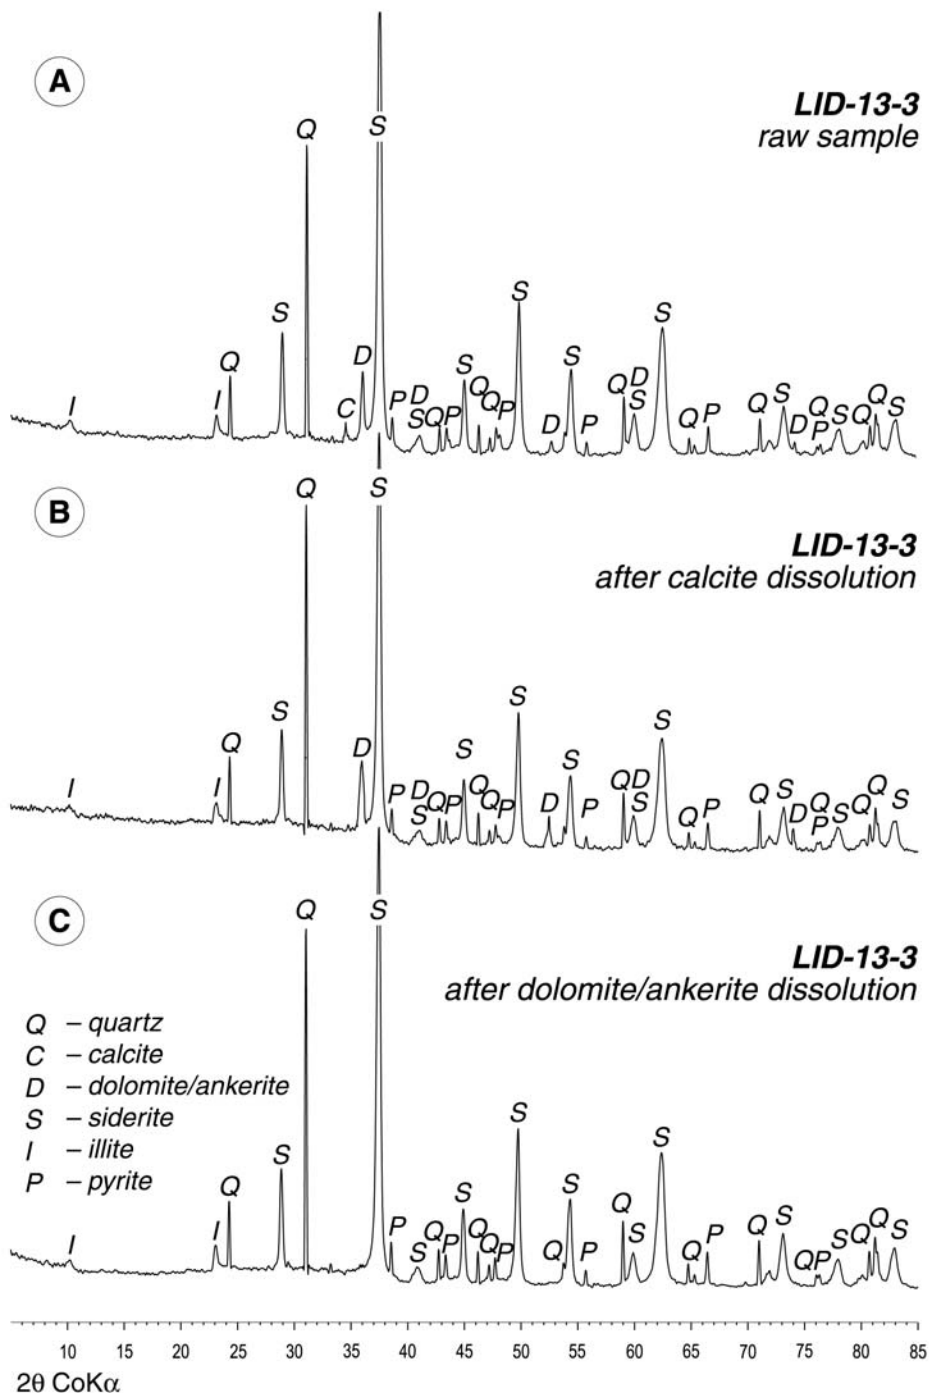 A
LID-13-3
raw sample
I
I
Q
S
Q
C
D
S
P
D
S
Q
P
S
Q
Q
P
S
D
S
P
Q
D
S
S
Q
P
Q
S
D
Q
P
S
Q
Q
S
B
LID-13-3
after calcite dissolution
I
I
Q
S
Q
D
S
P
D
S
Q
P
S
Q
Q
P
S
D
S
P
Q
D
S
S
Q
P
Q
S
D
Q
P
S
Q
Q
S
C
LID-13-3
after dolomite/ankerite dissolution
Q – quartz
C – calcite
D – dolomite/ankerite
S – siderite
I – illite
P – pyrite
I
I
Q
S
Q
S
P
S
Q
P
S
Q
Q
P
S
Q
S
P
Q
S
S
Q
P
Q
S
Q
P
S
Q
Q
S
10 15 20 25 30 35 40 45 50 55 60 65 70 75 80 85
2θ CoKα